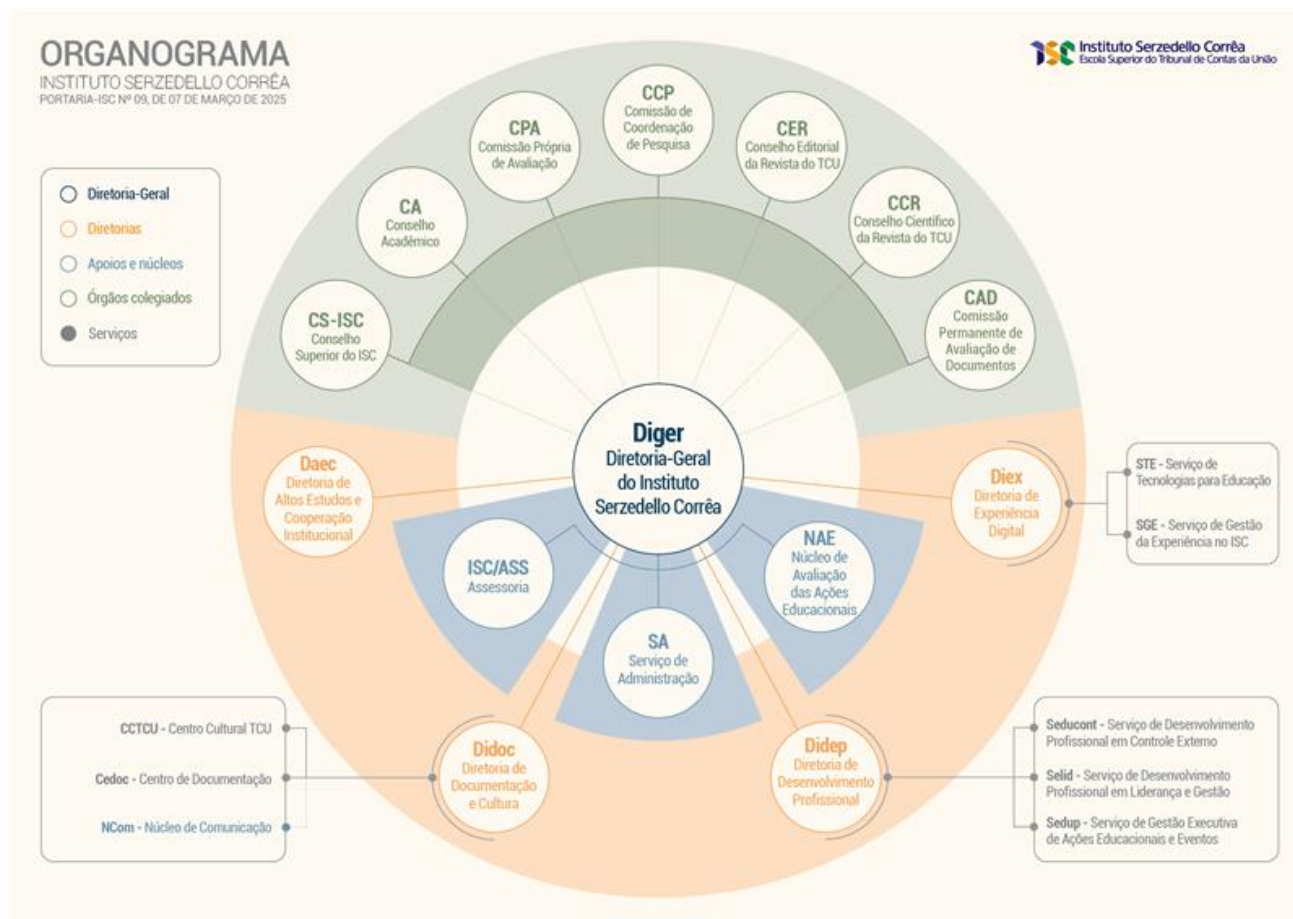 ORGANOGRAMA
INSTITUTO SERZEDELLO CORRÊA
PORTARIA-ISC Nº 09, DE 07 DE MARÇO DE 2025
Instituto Serzedello Corrêa
Escola Superior do Tribunal de Contas da União
Diretoria-Geral
Diretorias
Apoios e núcleos
Órgãos colegiados
Serviços
CS-ISC
Conselho
Superior do ISC
CA
Conselho
Acadêmico
CPA
Comissão Própria
de Avaliação
CCP
Comissão de
Coordenação
de Pesquisa
CER
Conselho Editorial
da Revista do TCU
CCR
Conselho Científico
da Revista do TCU
CAD
Comissão
Permanente de
Avaliação de
Documentos
Diger
Diretoria-Geral
do Instituto
Serzedello Corrêa
Daec
Diretoria de
Altos Estudos e
Cooperação
Institucional
Diex
Diretoria de
Experiência
Digital
STE - Serviço de
Tecnologias para Educação
SGE - Serviço de Gestão
da Experiência no ISC
ISC/ASS
Assessoria
SA
Serviço de
Administração
NAE
Núcleo de
Avaliação
das Ações
Educacionais
Didoc
Diretoria de
Documentação
e Cultura
CCTCU - Centro Cultural TCU
Cedoc - Centro de Documentação
NCom - Núcleo de Comunicação
Didep
Diretoria de
Desenvolvimento
Profissional
Seducont - Serviço de Desenvolvimento
Profissional em Controle Externo
Selid - Serviço de Desenvolvimento
Profissional em Liderança e Gestão
Sedup - Serviço de Gestão Executiva
de Ações Educacionais e Eventos